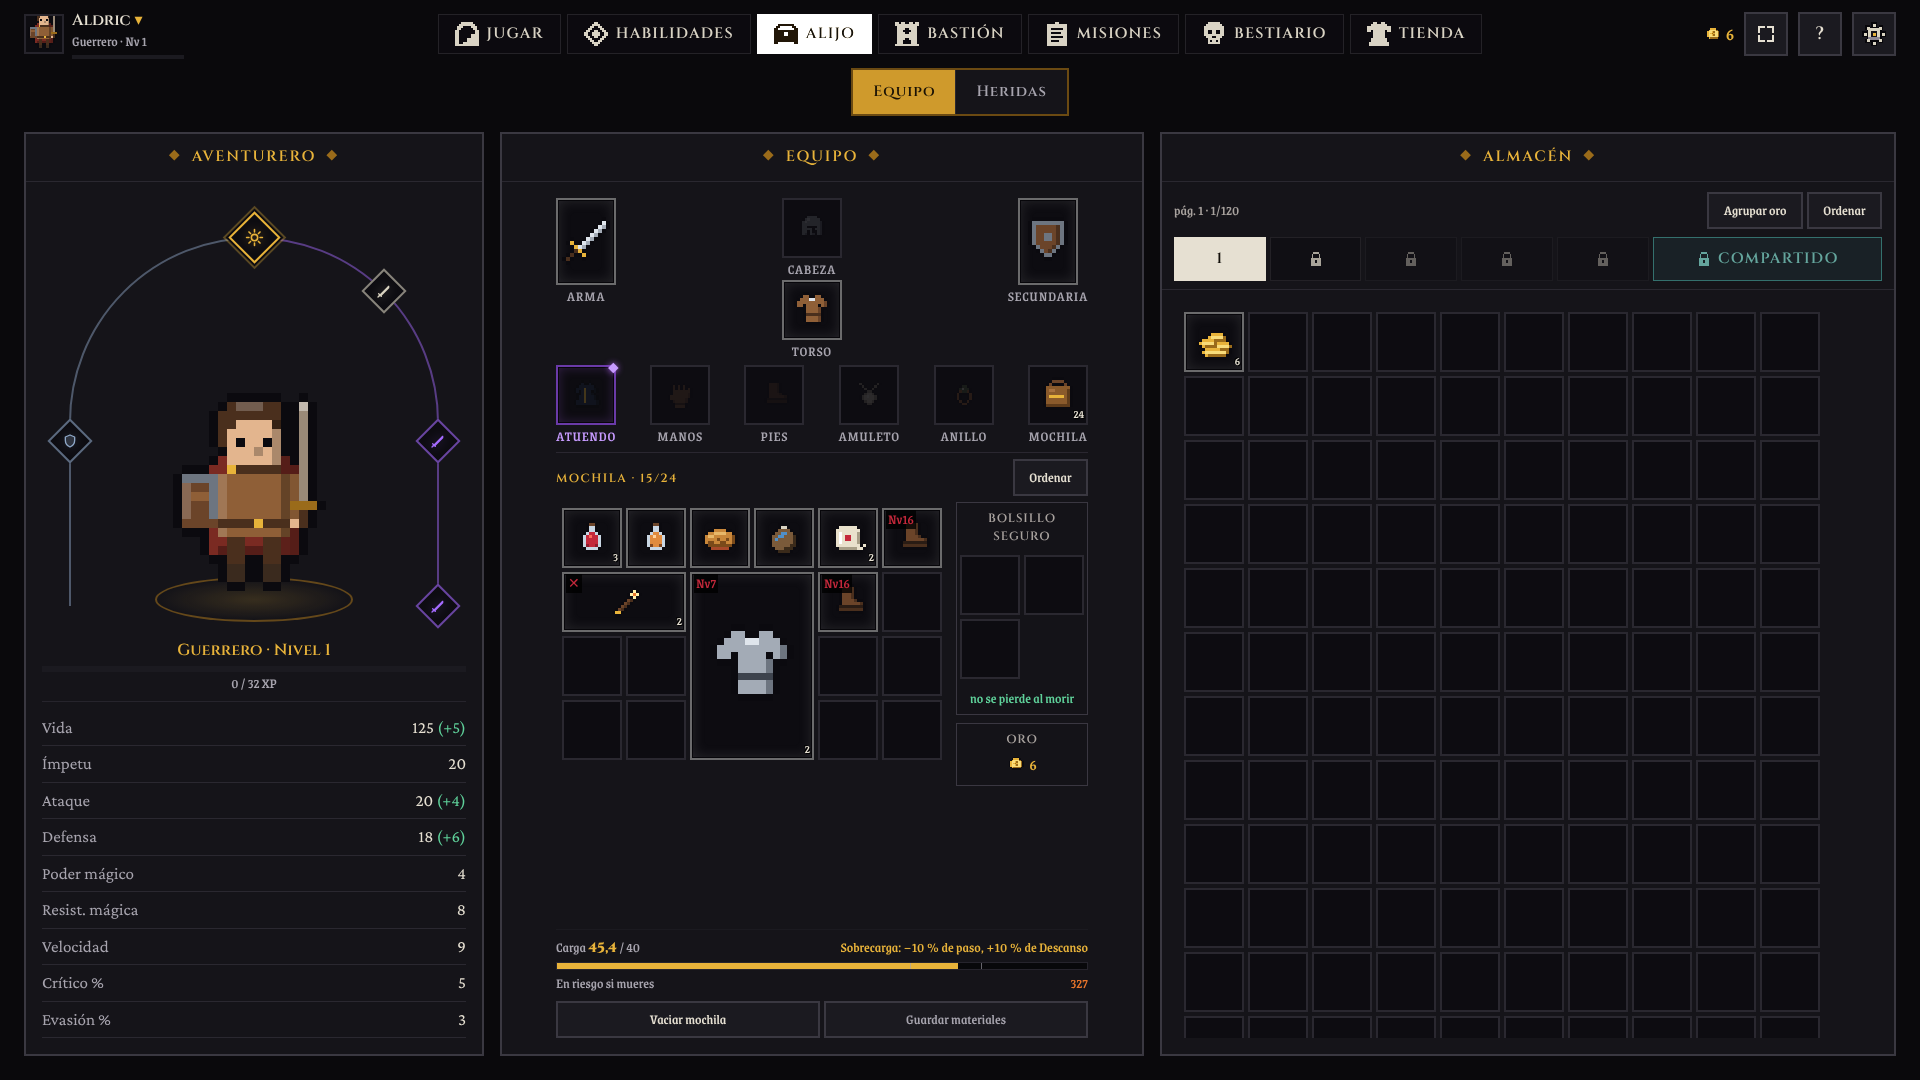 ALDRIC ▾
Guerrero · Nv 1
JUGAR
HABILIDADES
ALIJO
BASTIÓN
MISIONES
BESTIARIO
TIENDA
6
?
EQUIPO
HERIDAS
AVENTURERO
GUERRERO · NIVEL 1
0 / 32 XP
Vida 125 (+5)
Ímpetu 20
Ataque 20 (+4)
Defensa 18 (+6)
Poder mágico 4
Resist. mágica 8
Velocidad 9
Crítico % 5
Evasión % 3
EQUIPO
ARMA
CABEZA
SECUNDARIA
TORSO
24
ATUENDO
MANOS
PIES
AMULETO
ANILLO
MOCHILA
MOCHILA · 15/24
Ordenar
3
2
Nv16
✕
2
Nv7
2
Nv16
BOLSILLO
SEGURO
no se pierde al morir
ORO
6
Carga 45,4 / 40
Sobrecarga: −10 % de paso, +10 % de Descanso
En riesgo si mueres 327
Vaciar mochila
Guardar materiales
ALMACÉN
pág. 1 · 1/120
Agrupar oro
Ordenar
1
COMPARTIDO
6